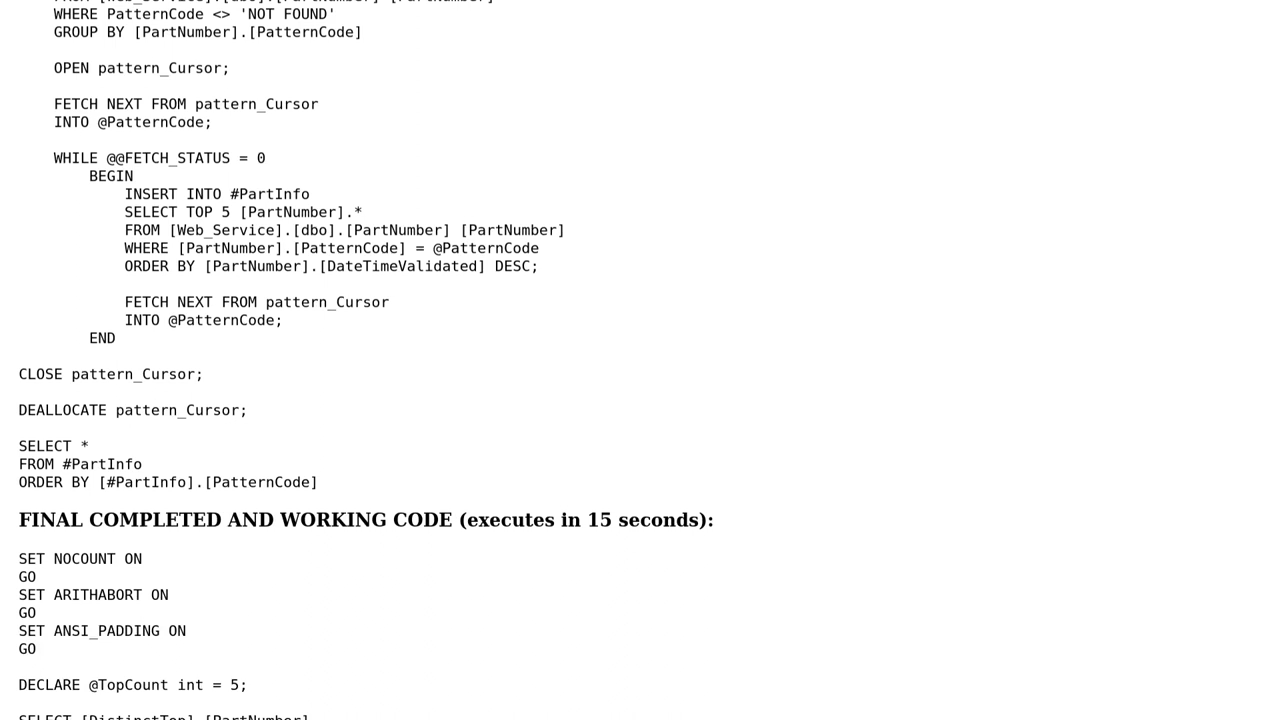 WHERE PatternCode <> 'NOT FOUND'
GROUP BY [PartNumber].[PatternCode]
OPEN pattern_Cursor;
FETCH NEXT FROM pattern_Cursor
INTO @PatternCode;
WHILE @@FETCH_STATUS = 0
BEGIN
INSERT INTO #PartInfo
SELECT TOP 5 [PartNumber].*
FROM [Web_Service].[dbo].[PartNumber] [PartNumber]
WHERE [PartNumber].[PatternCode] = @PatternCode
ORDER BY [PartNumber].[DateTimeValidated] DESC;
FETCH NEXT FROM pattern_Cursor
INTO @PatternCode;
END
CLOSE pattern_Cursor;
DEALLOCATE pattern_Cursor;
SELECT *
FROM #PartInfo
ORDER BY [#PartInfo].[PatternCode]
FINAL COMPLETED AND WORKING CODE (executes in 15 seconds):
SET NOCOUNT ON
GO
SET ARITHABORT ON
GO
SET ANSI_PADDING ON
GO
DECLARE @TopCount int = 5;
SELECT [DistinctTop].[PartNumber]